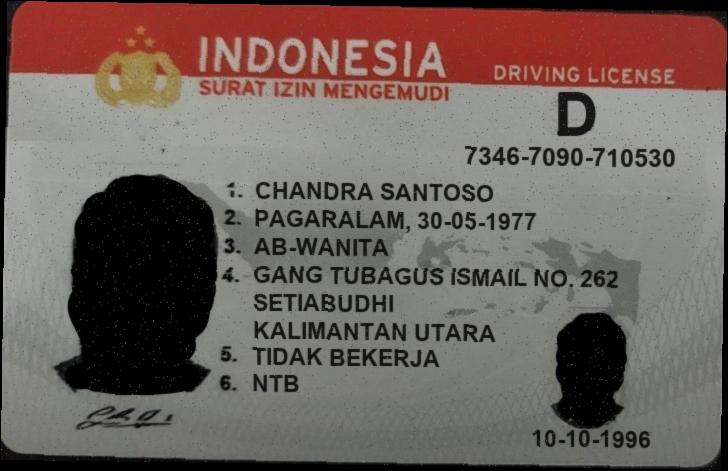 INDONESIA
SURAT IZIN MENGEMUDI
DRIVING LICENSE
D
7346-7090-710530
1. CHANDRA SANTOSO
2. PAGARALAM, 30-05-1977
3. AB-WANITA
4. GANG TUBAGUS ISMAIL NO. 262
SETIABUDHI
KALIMANTAN UTARA
5. TIDAK BEKERJA
6. NTB
10-10-1996